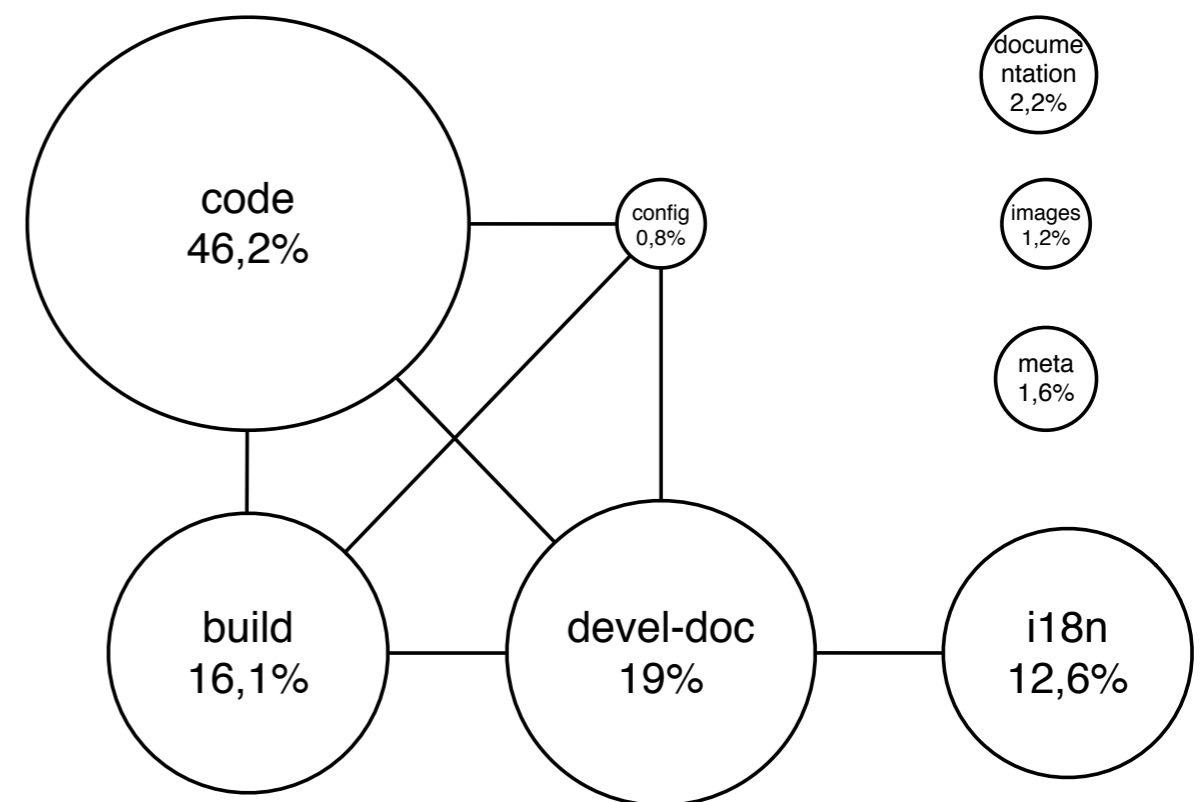 code
46,2%
config
0,8%
docume
ntation
2,2%
images
1,2%
meta
1,6%
build
16,1%
devel-doc
19%
i18n
12,6%